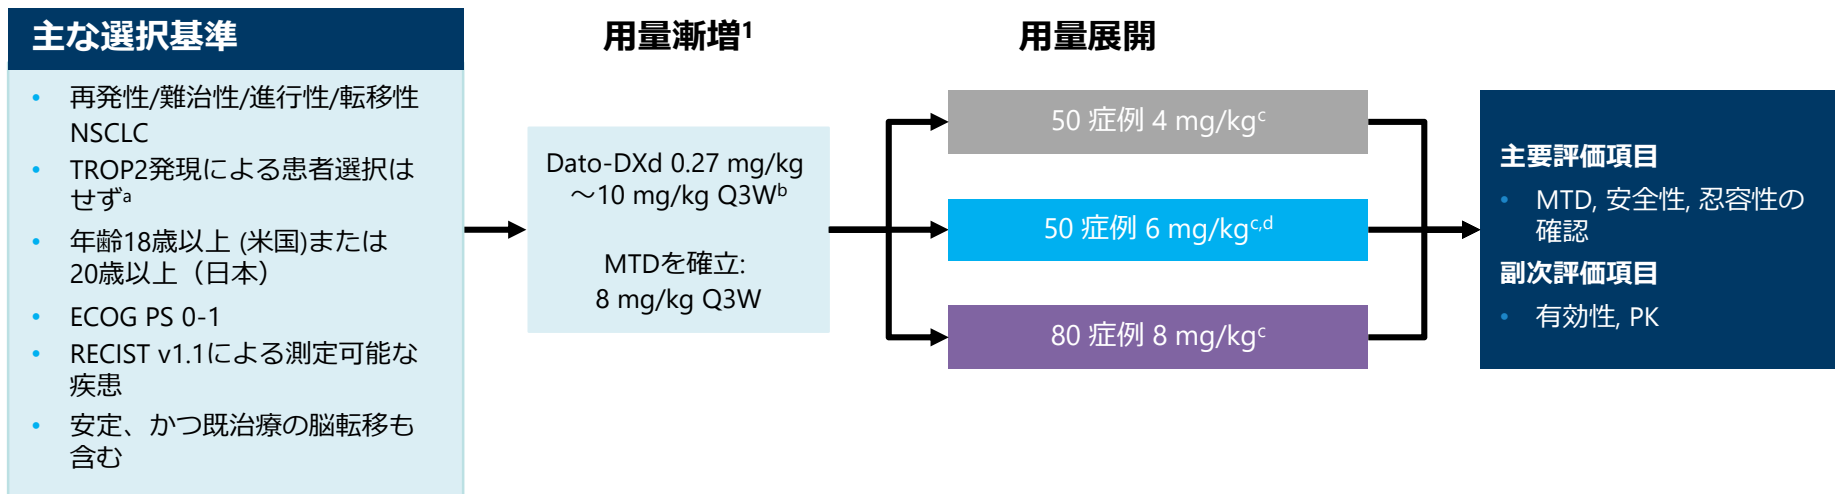 主な選択基準
• 再発性/難治性/進行性/転移性
NSCLC
• TROP2発現による患者選択は
せずa
• 年齢18歳以上 (米国)または
20歳以上（日本）
• ECOG PS 0-1
• RECIST v1.1による測定可能な
疾患
• 安定、かつ既治療の脳転移も
含む
用量漸増1
Dato-DXd 0.27 mg/kg
～10 mg/kg Q3Wb
MTDを確立:
8 mg/kg Q3W
用量展開
50 症例 4 mg/kgc
50 症例 6 mg/kgc,d
80 症例 8 mg/kgc
主要評価項目
• MTD, 安全性, 忍容性の
確認
副次評価項目
• 有効性, PK